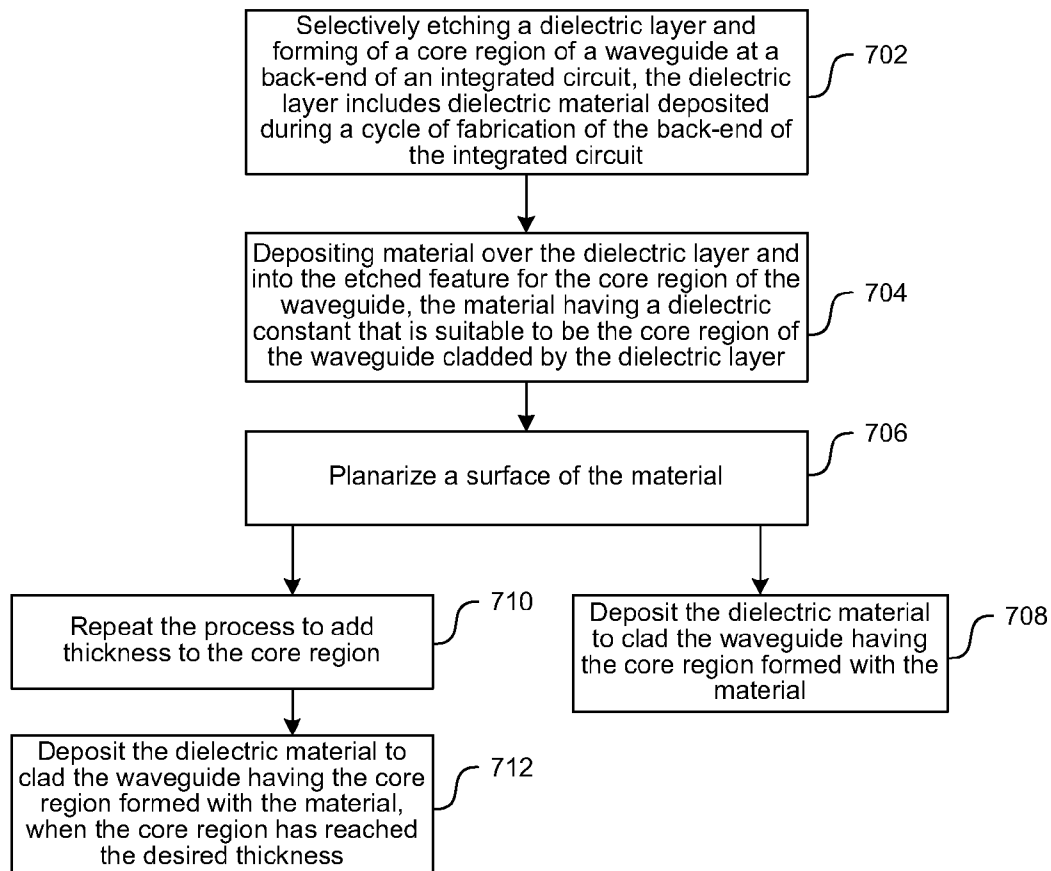 Selectively etching a dielectric layer and
forming of a core region of a waveguide at a
back-end of an integrated circuit, the dielectric
layer includes dielectric material deposited
during a cycle of fabrication of the back-end of
the integrated circuit
702
Depositing material over the dielectric layer and
into the etched feature for the core region of the
waveguide, the material having a dielectric
constant that is suitable to be the core region of
the waveguide cladded by the dielectric layer
704
Planarize a surface of the material
706
Repeat the process to add
thickness to the core region
710
Deposit the dielectric material
to clad the waveguide having
the core region formed with the
material
708
Deposit the dielectric material to
clad the waveguide having the core
region formed with the material,
when the core region has reached
the desired thickness
712